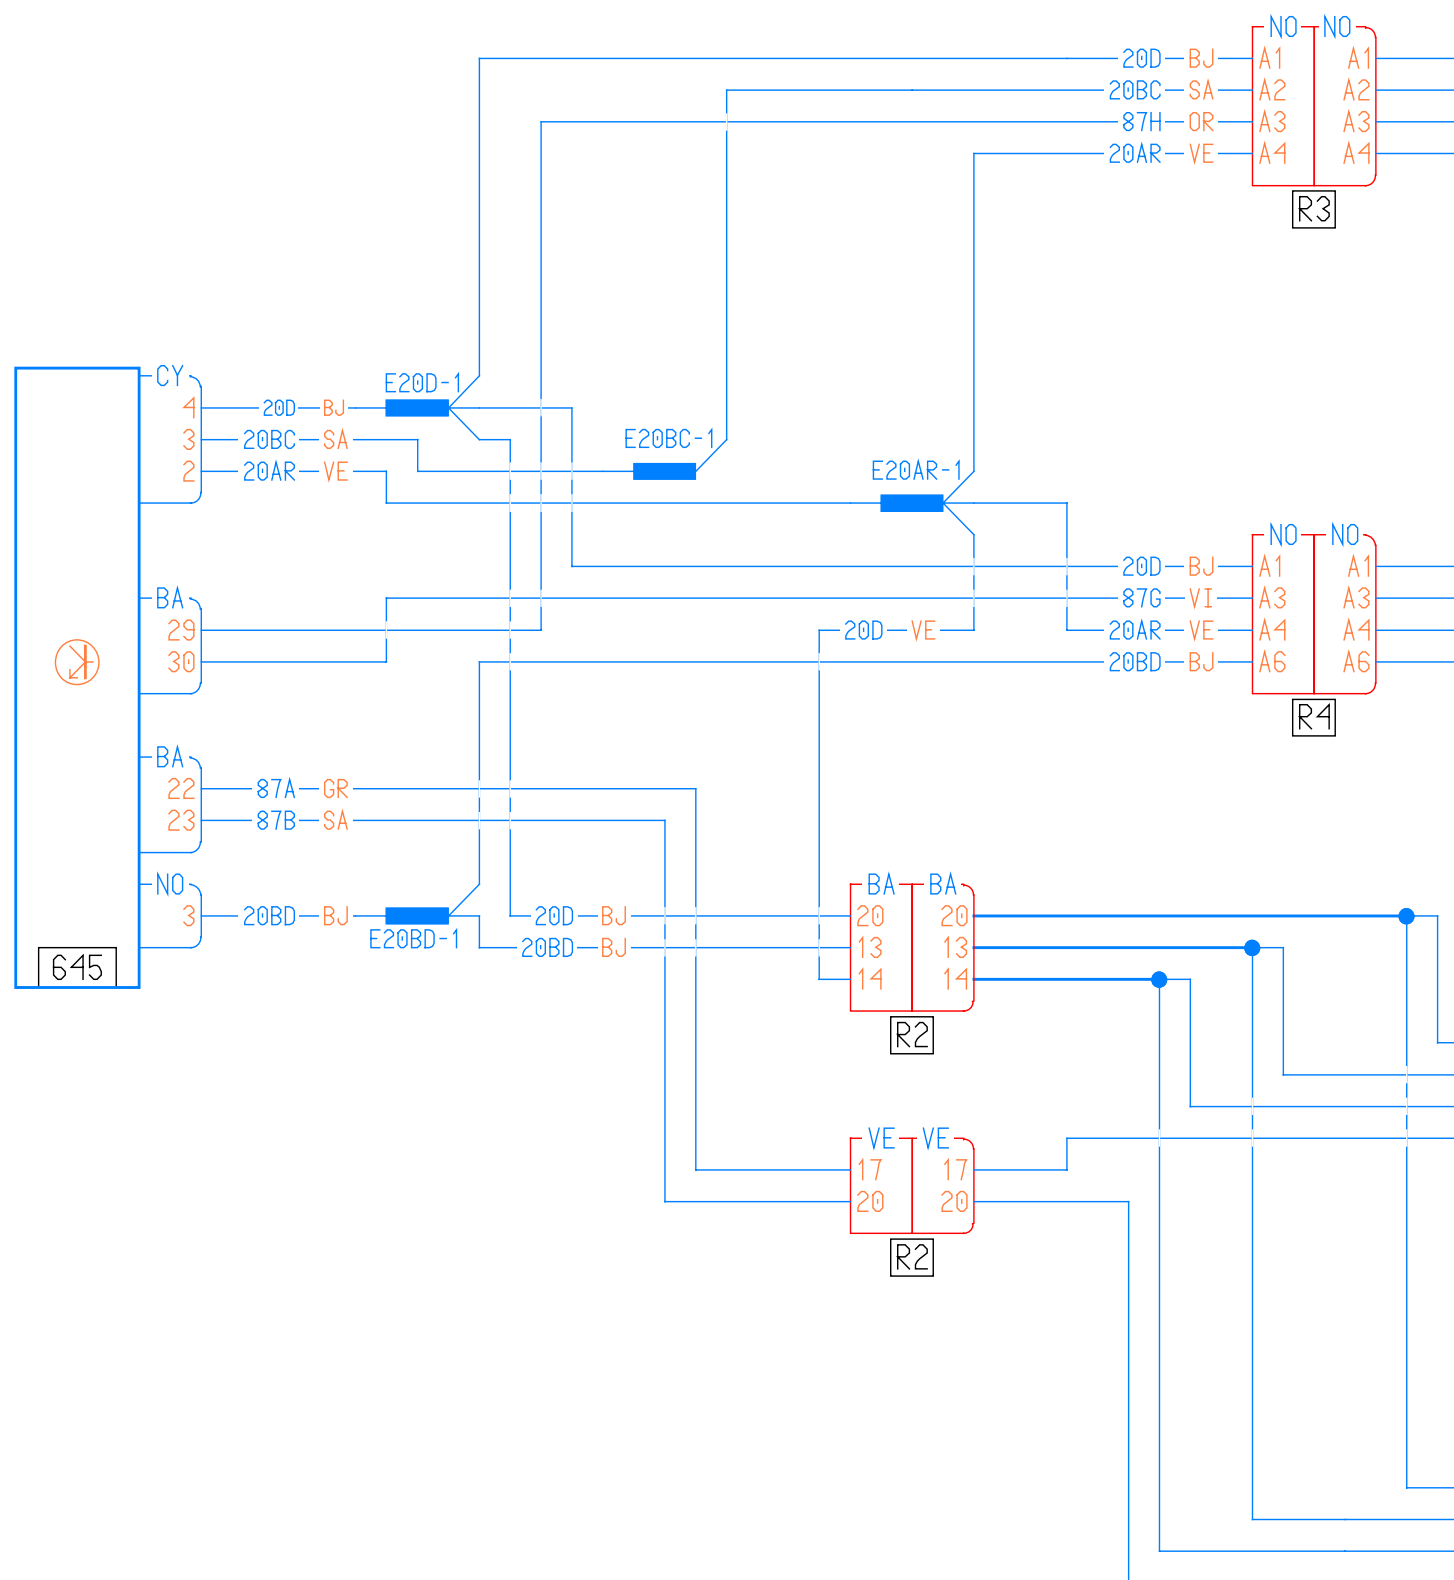 NO NO
20D BJ A1 A1
20BC SA A2 A2
87H OR A3 A3
20AR VE A4 A4
R3
CY
E20D-1
4 20D BJ
E20BC-1
3 20BC SA
E20AR-1
2 20AR VE
NO NO
20D BJ A1 A1
BA
87G VI A3 A3
29 20D VE 20AR VE A4 A4
30 20BD BJ A6 A6
R4
BA
22 87A GR
23 87B SA
NO BA BA
3 20BD BJ 20D BJ 20 20
E20BD-1
20BD BJ 13 13
645 14 14
R2
VE VE
17 17
20 20
R2